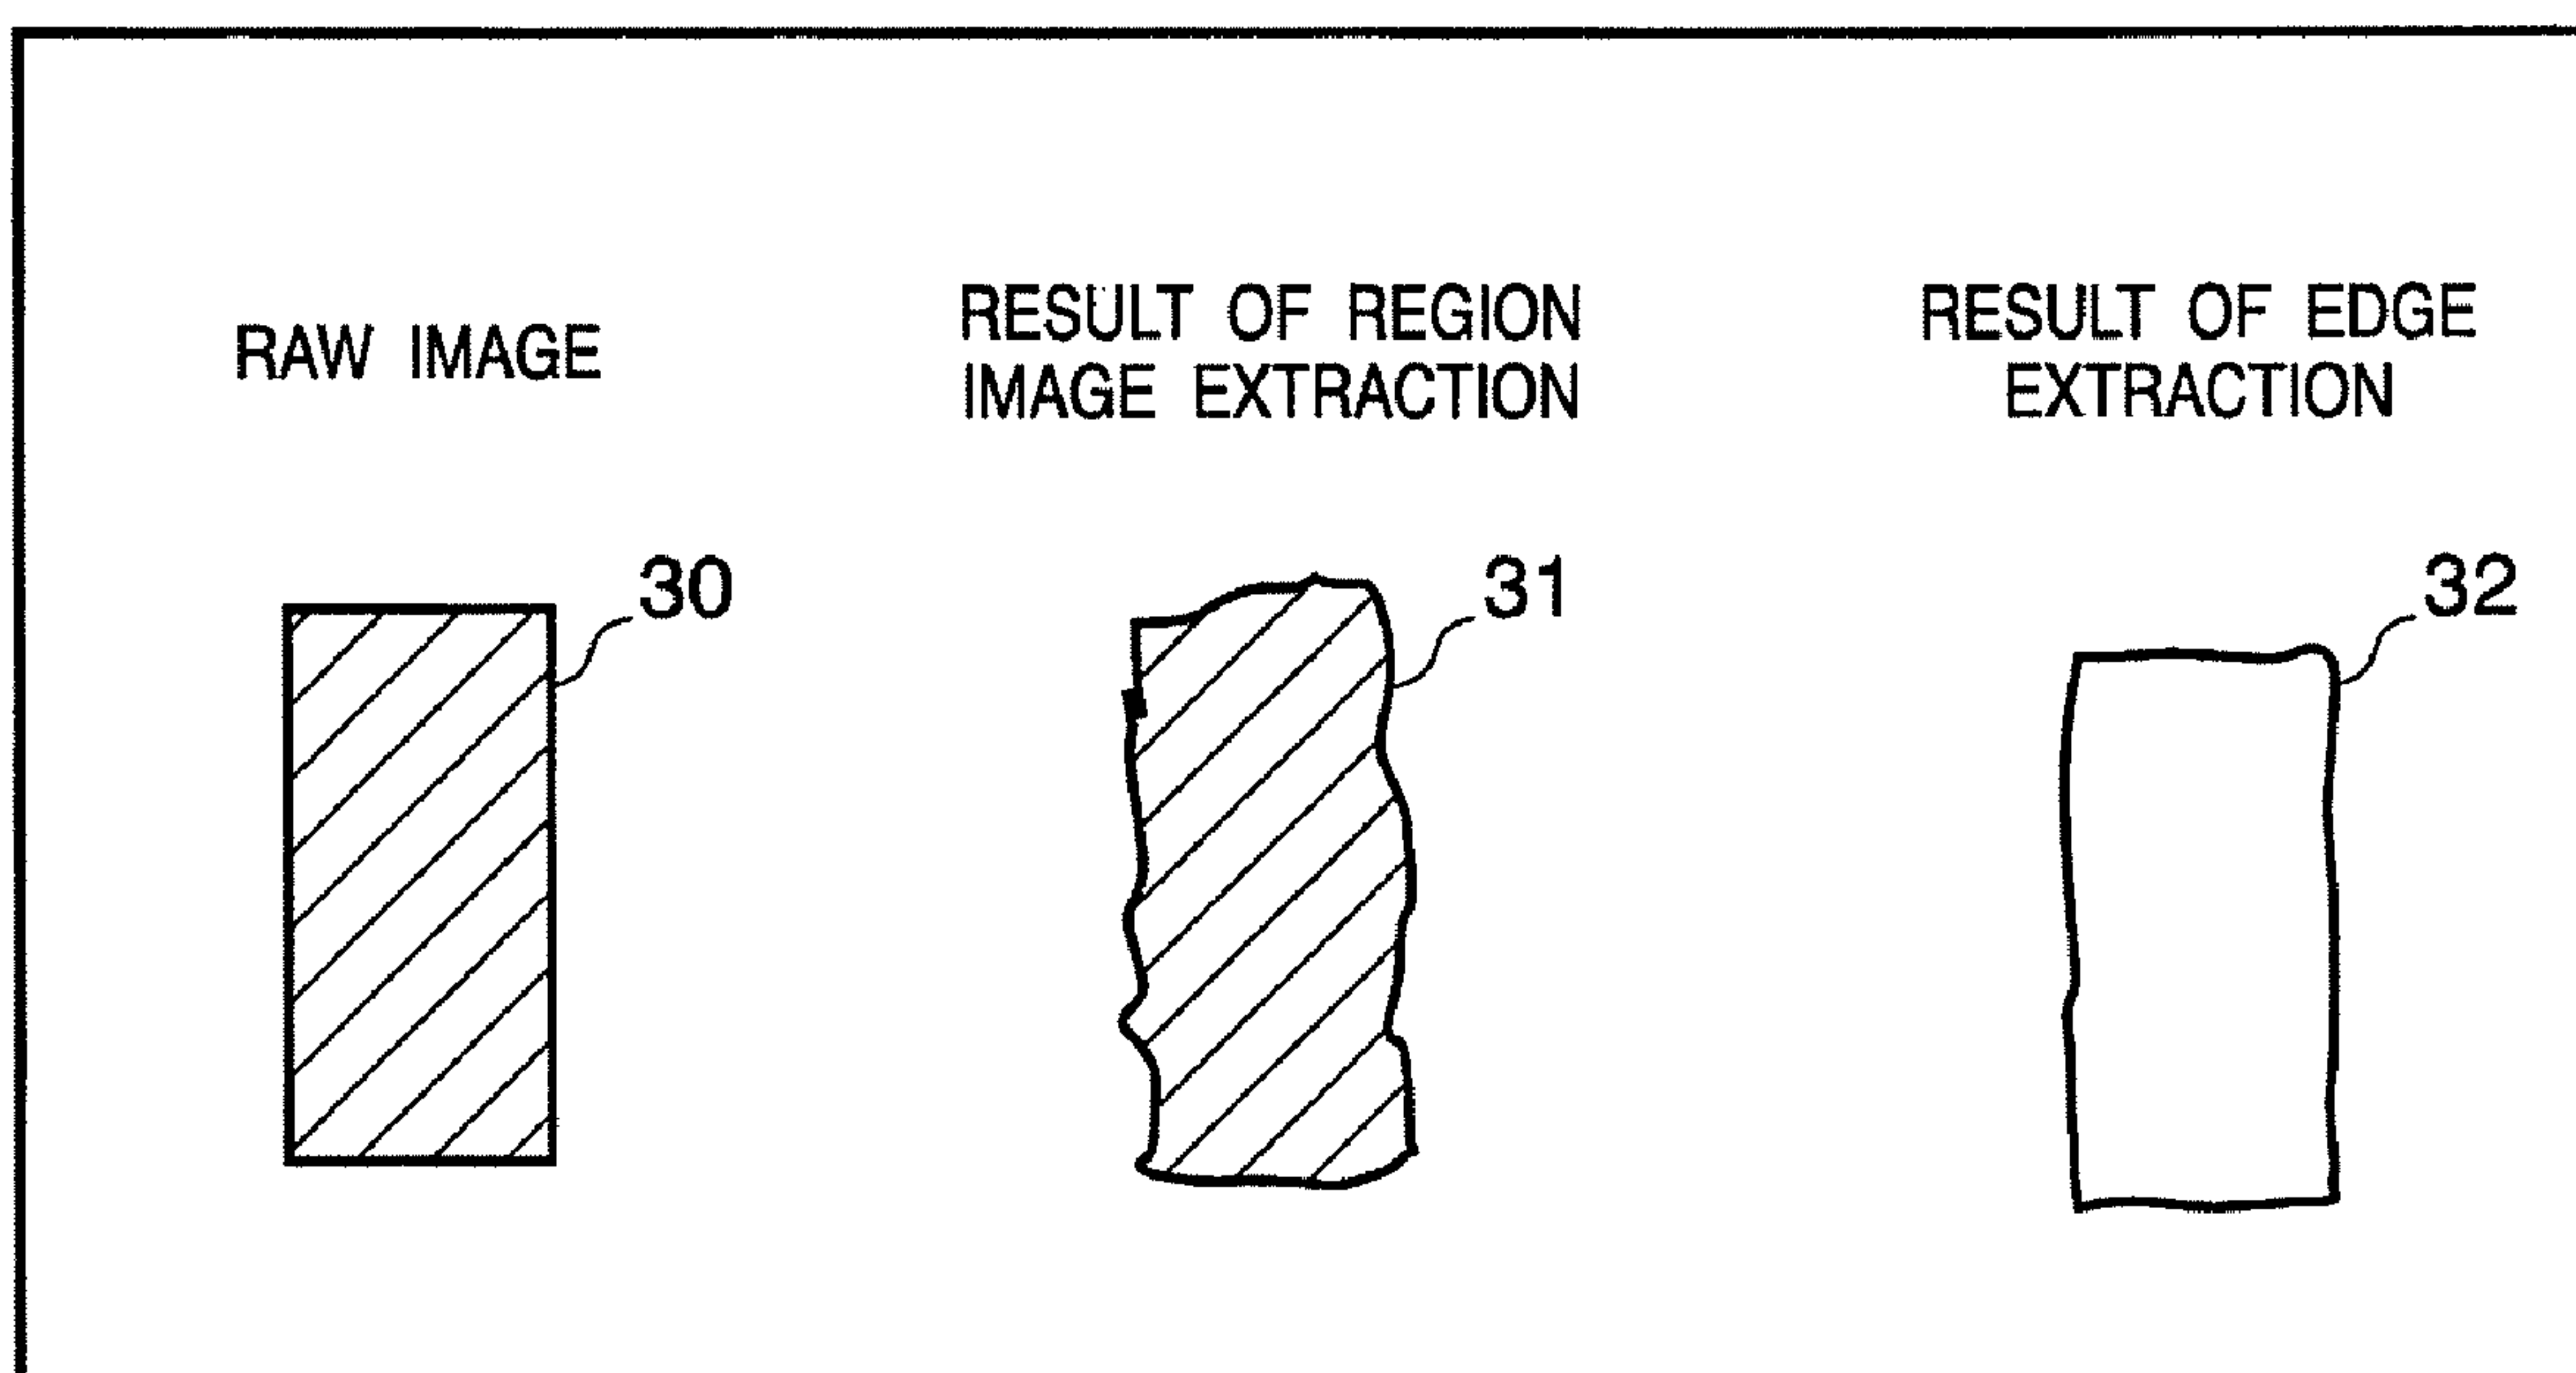 RAW IMAGE
RESULT OF REGION
IMAGE EXTRACTION
RESULT OF EDGE
EXTRACTION
30
31
32